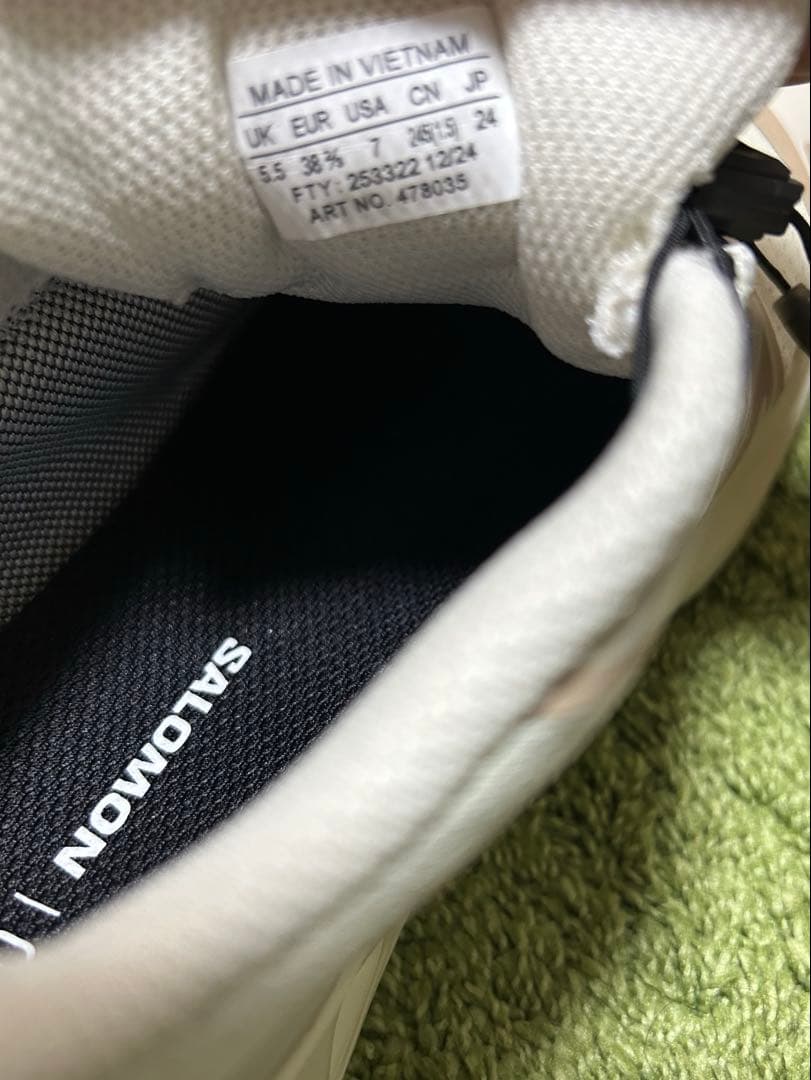 MADE IN VIETNAM
UK EUR USA CN JP
5.5 38⅔ 7 245(1.5) 24
FTY: 253322 12/24
ART NO. 478035
SALOMON